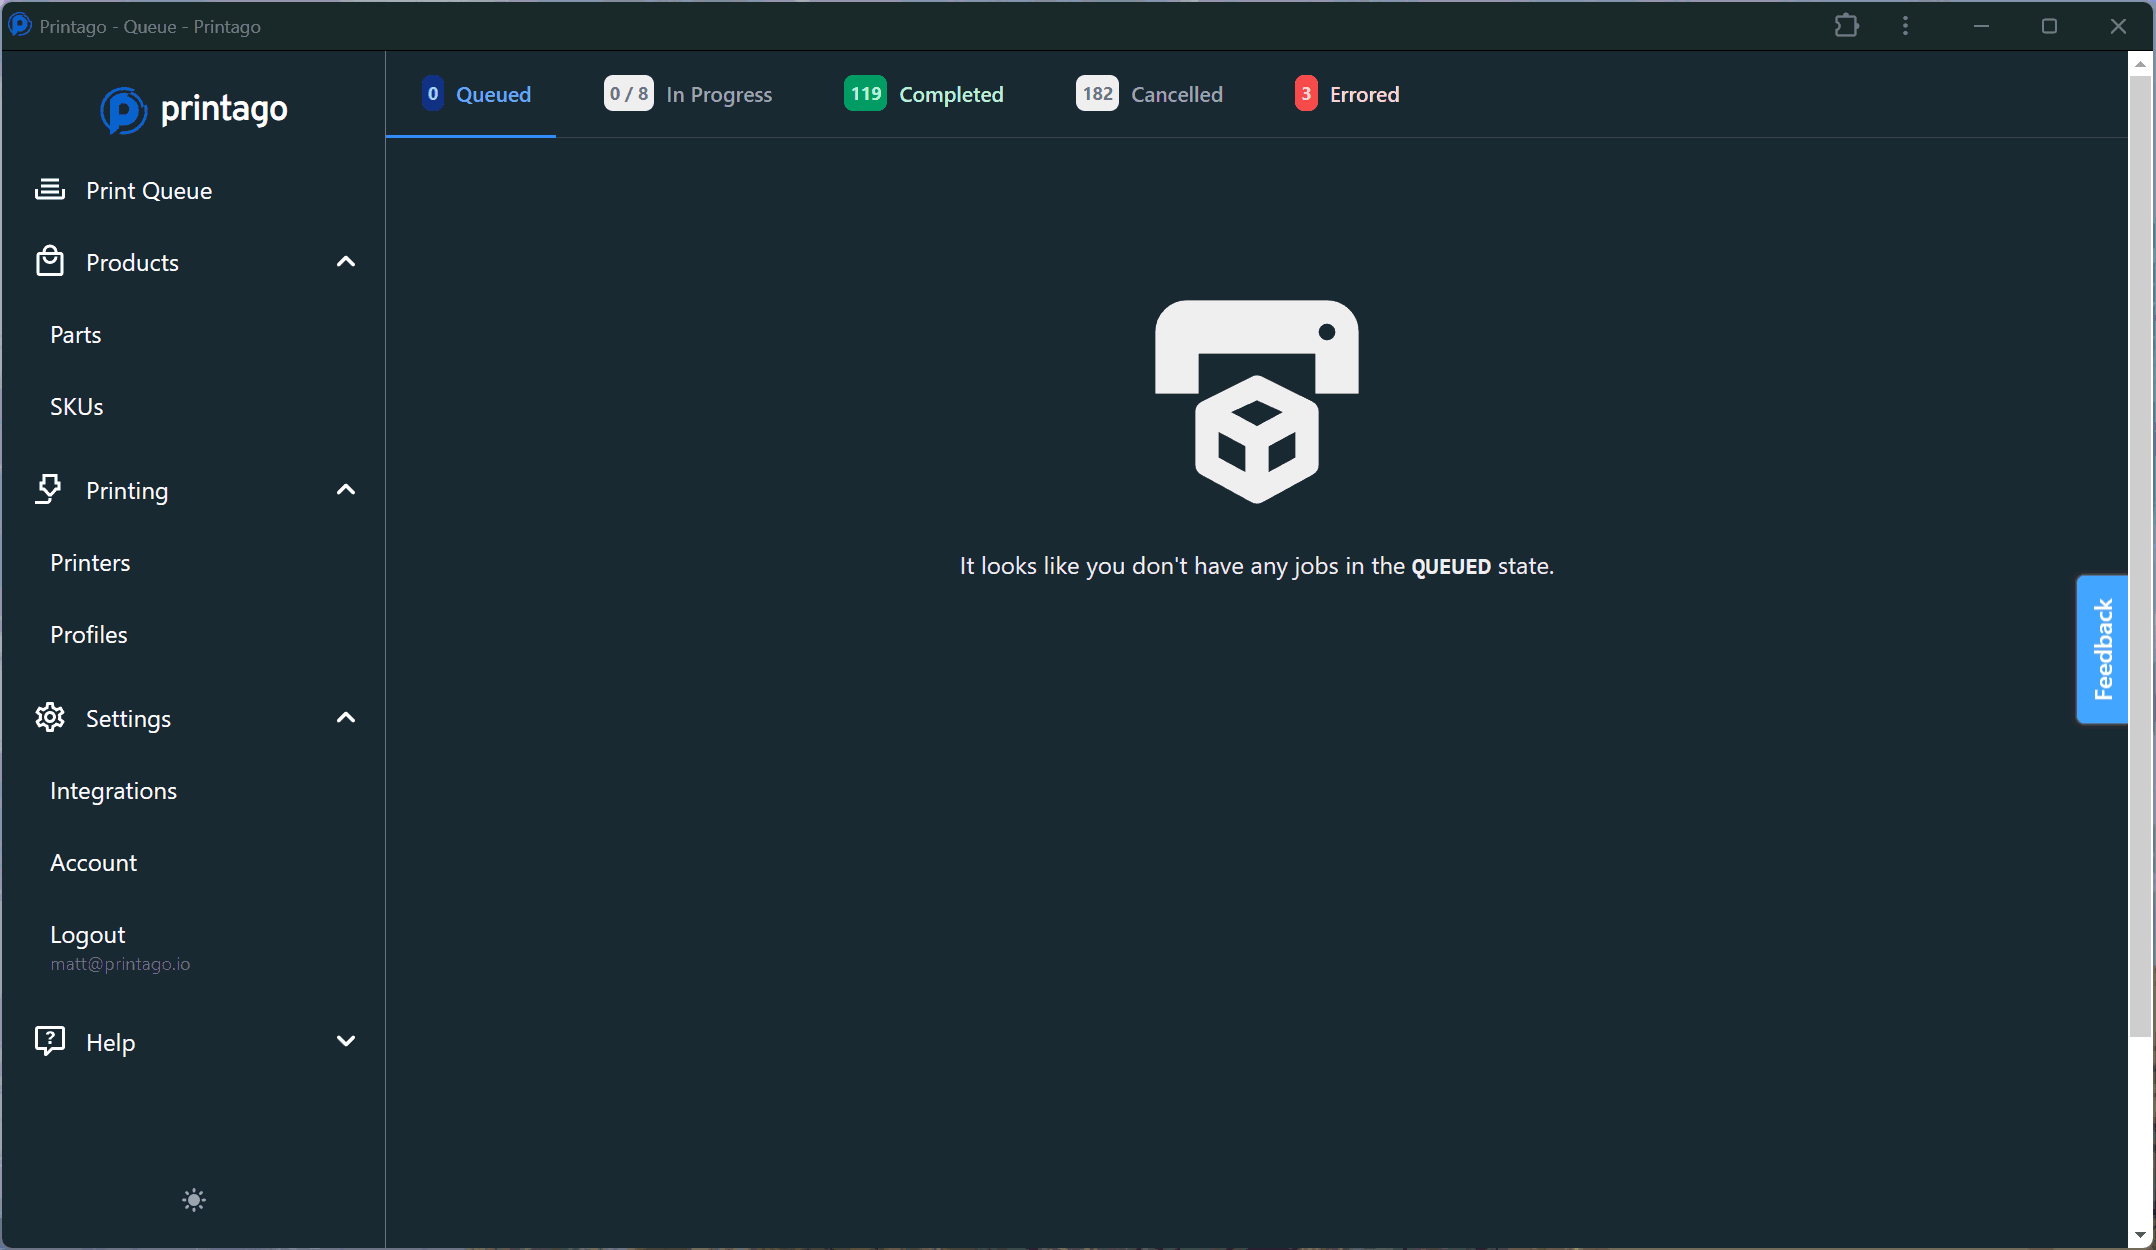 Printago - Queue - Printago
printago
0 Queued
0 / 8 In Progress
119 Completed
182 Cancelled
3 Errored
Print Queue
Products
Parts
SKUs
Printing
Printers
Profiles
Settings
Integrations
Account
Logout
matt@printago.io
Help
It looks like you don't have any jobs in the QUEUED state.
Feedback